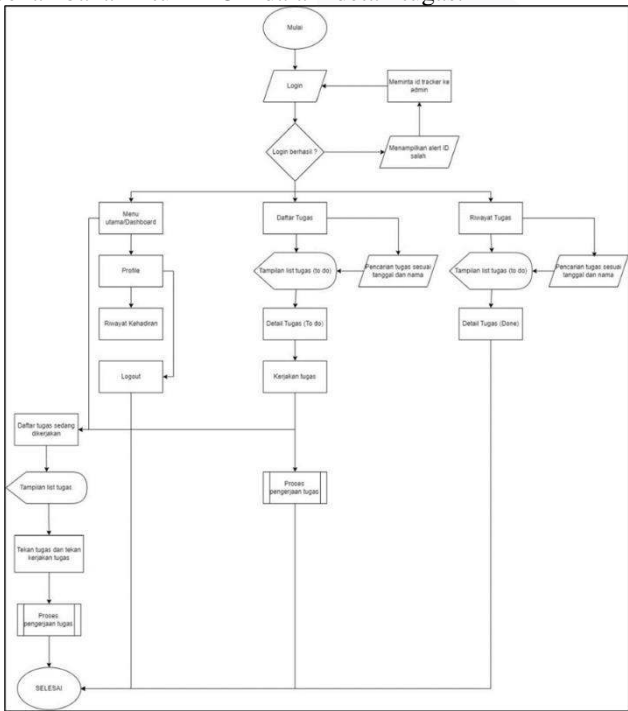 Mulai
Login
Meminta id tracker ke
admin
Login berhasil ?
Menampilkan alert ID
salah
Menu
utama/Dashboard
Daftar Tugas
Riwayat Tugas
Profile
Tampilan list tugas (to do)
Pencarian tugas sesuai
tanggal dan nama
Tampilan list tugas (to do)
Pencarian tugas sesuai
tanggal dan nama
Riwayat Kehadiran
Detail Tugas (To do)
Detail Tugas (Done)
Logout
Kerjakan tugas
Daftar tugas sedang
dikerjakan
Tampilan list tugas
Proses
pengerjaan tugas
Tekan tugas dan tekan
kerjakan tugas
Proses
pengerjaan tugas
SELESAI